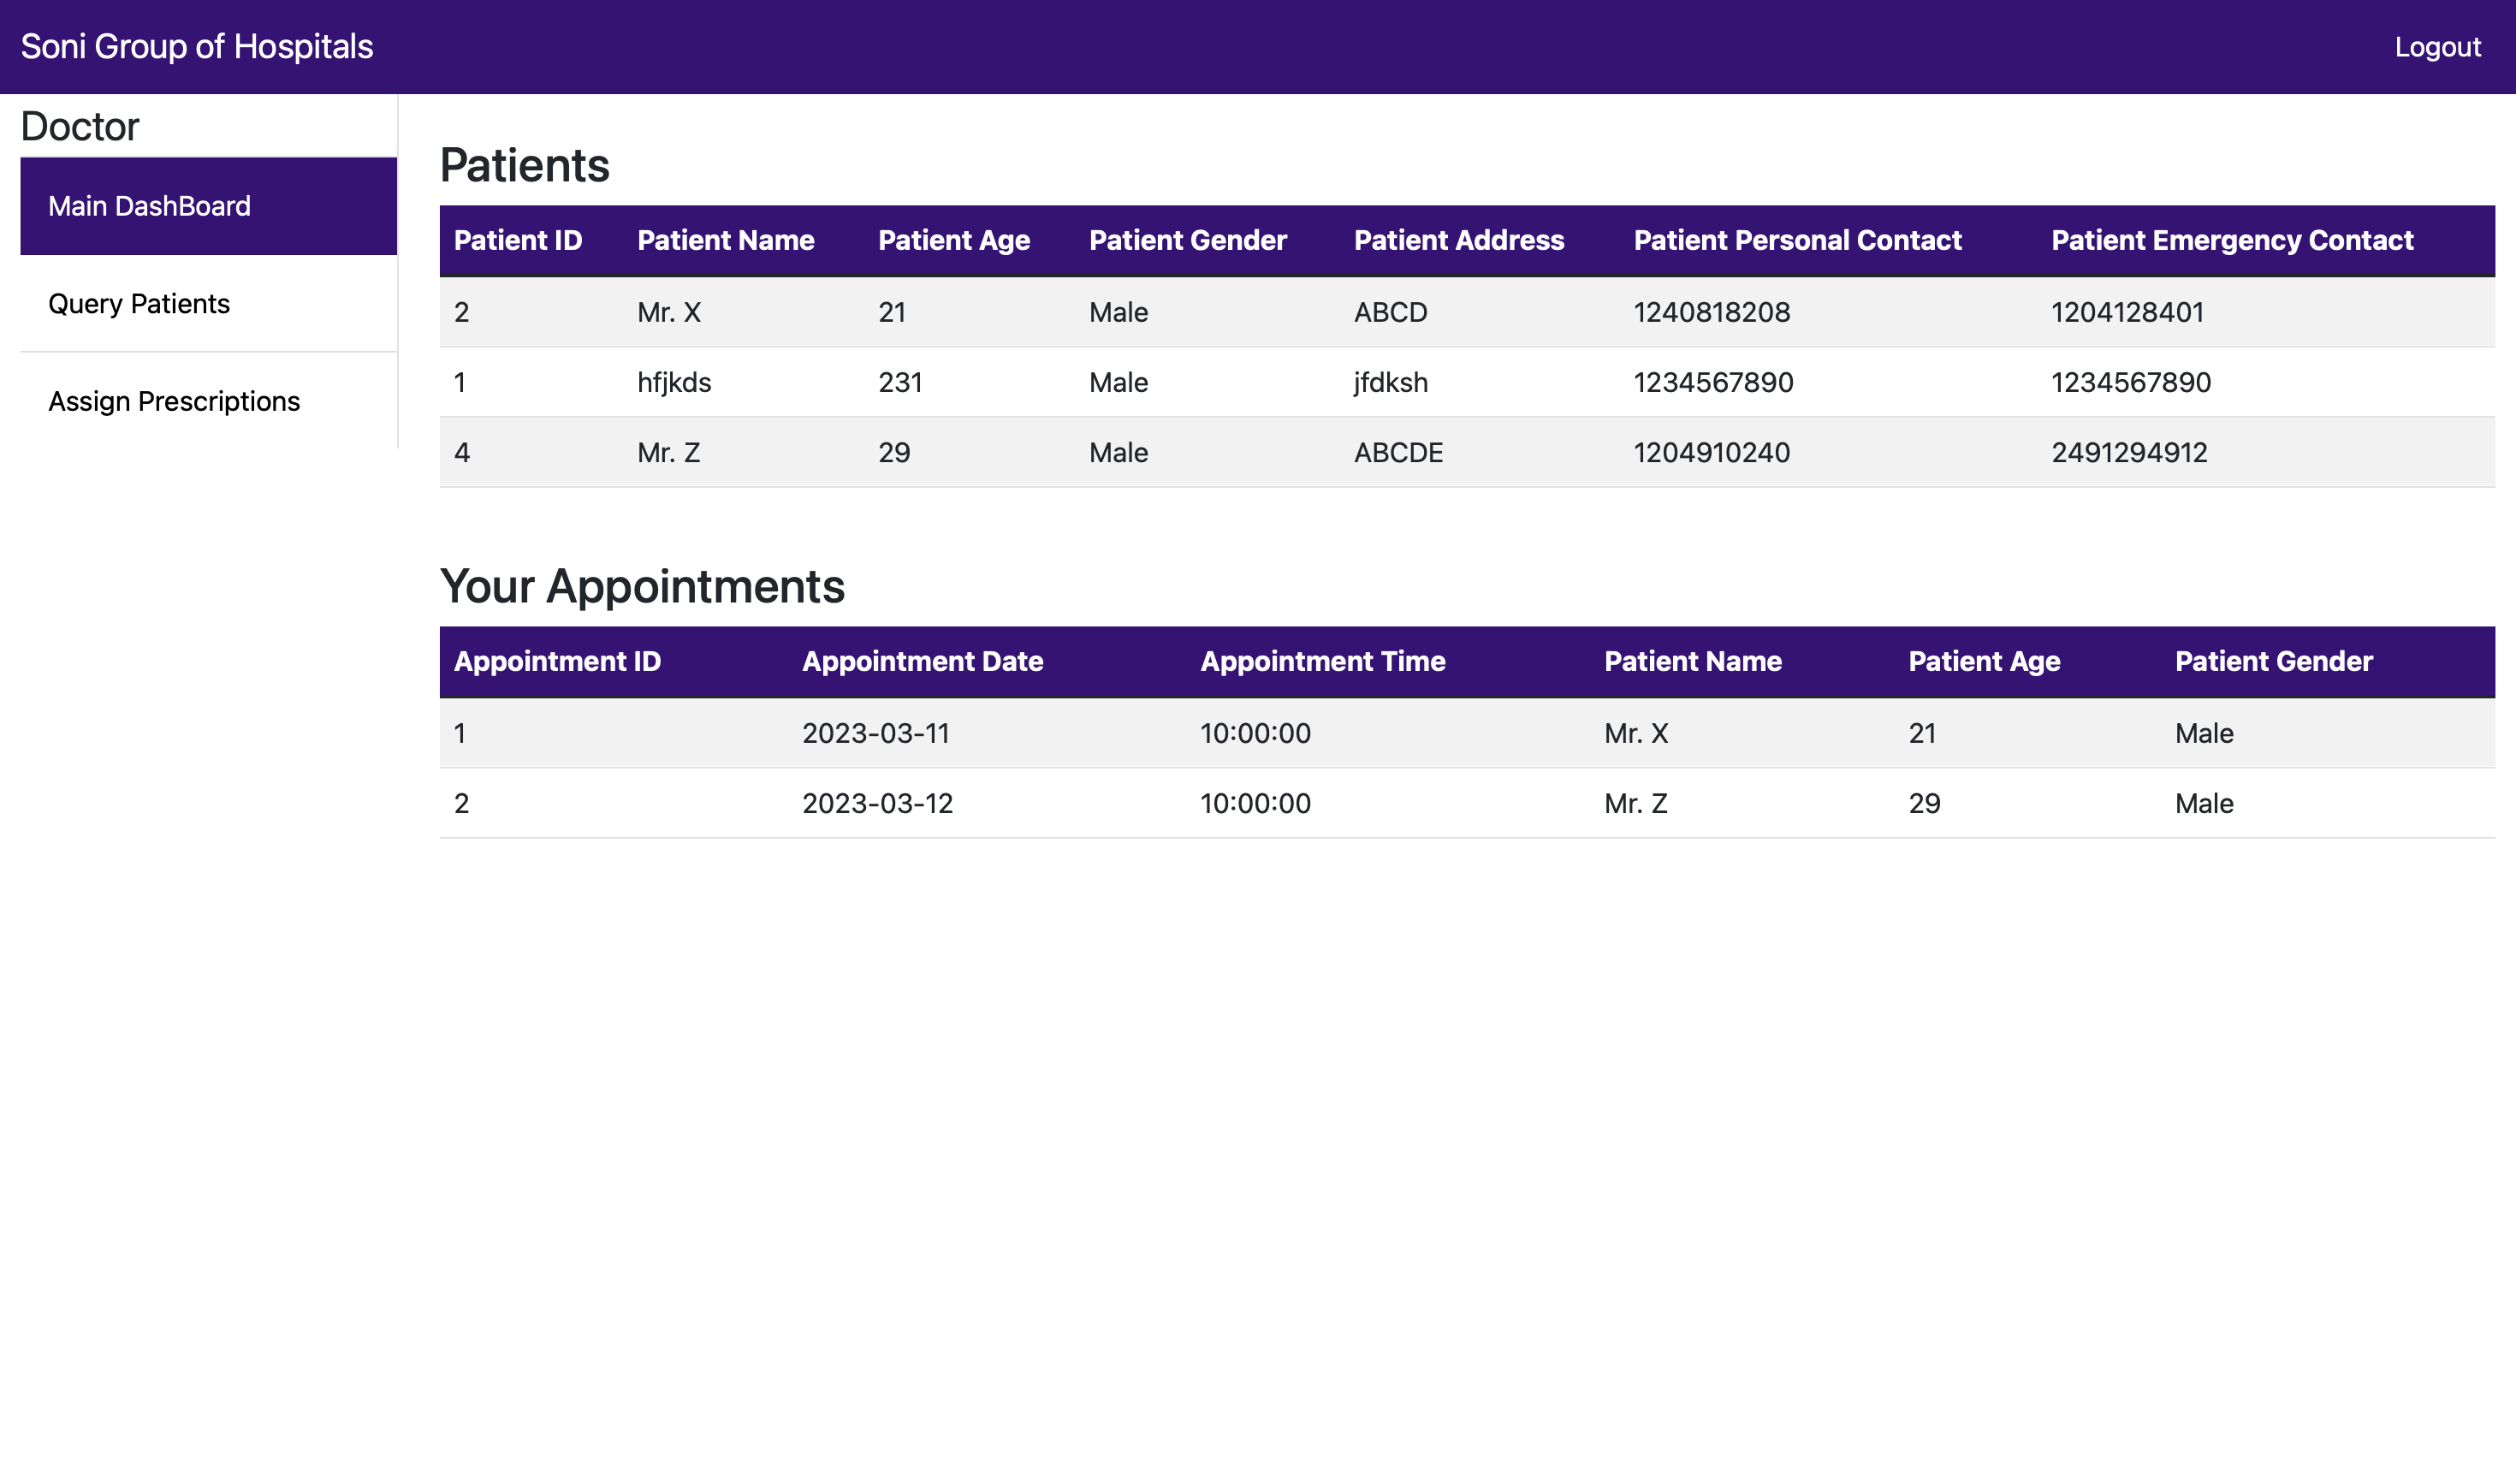 Soni Group of Hospitals Logout
Doctor
Main DashBoard
Query Patients
Assign Prescriptions
Patients
Patient ID Patient Name Patient Age Patient Gender Patient Address Patient Personal Contact Patient Emergency Contact
2 Mr. X 21 Male ABCD 1240818208 1204128401
1 hfjkds 231 Male jfdksh 1234567890 1234567890
4 Mr. Z 29 Male ABCDE 1204910240 2491294912
Your Appointments
Appointment ID Appointment Date Appointment Time Patient Name Patient Age Patient Gender
1 2023-03-11 10:00:00 Mr. X 21 Male
2 2023-03-12 10:00:00 Mr. Z 29 Male